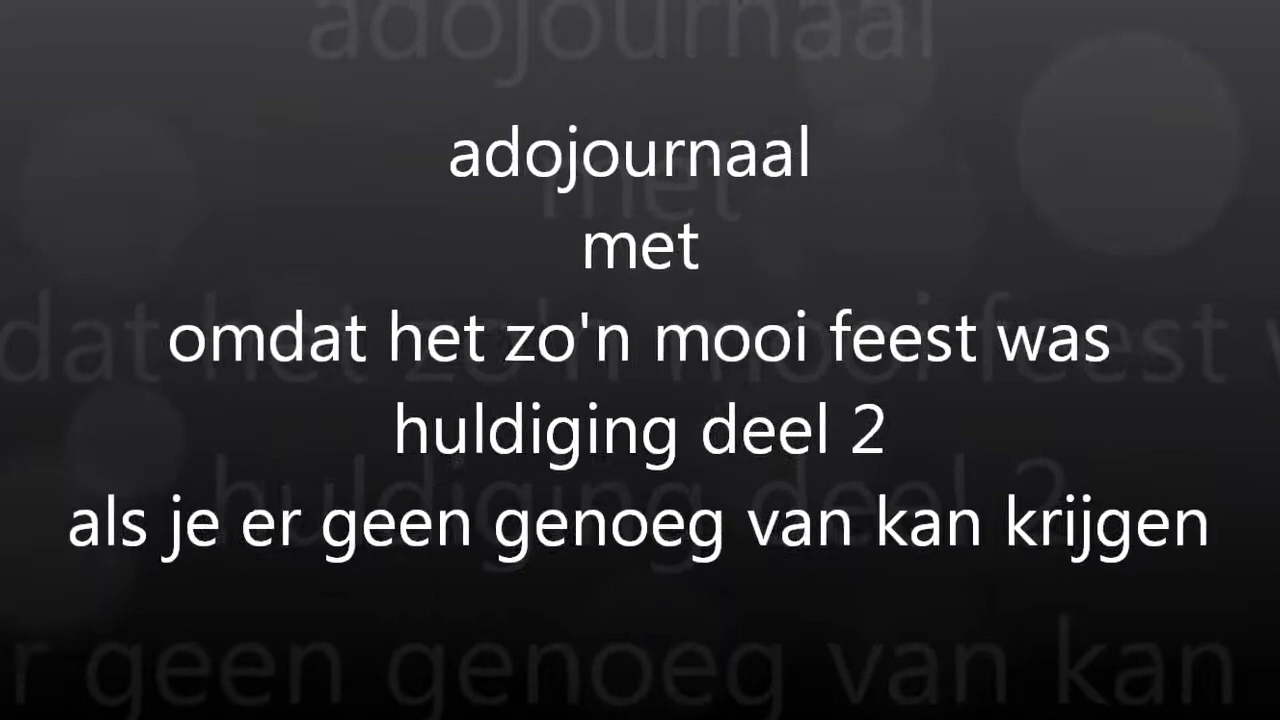 adojournaal
met
omdat het zo'n mooi feest was
huldiging deel 2
als je er geen genoeg van kan krijgen